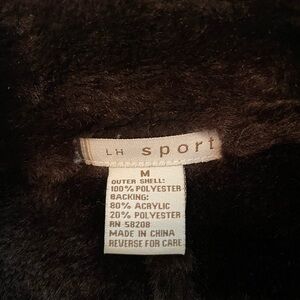 LH sport
M
OUTER SHELL:
100% POLYESTER
BACKING:
80% ACRYLIC
20% POLYESTER
RN 58208
MADE IN CHINA
REVERSE FOR CARE